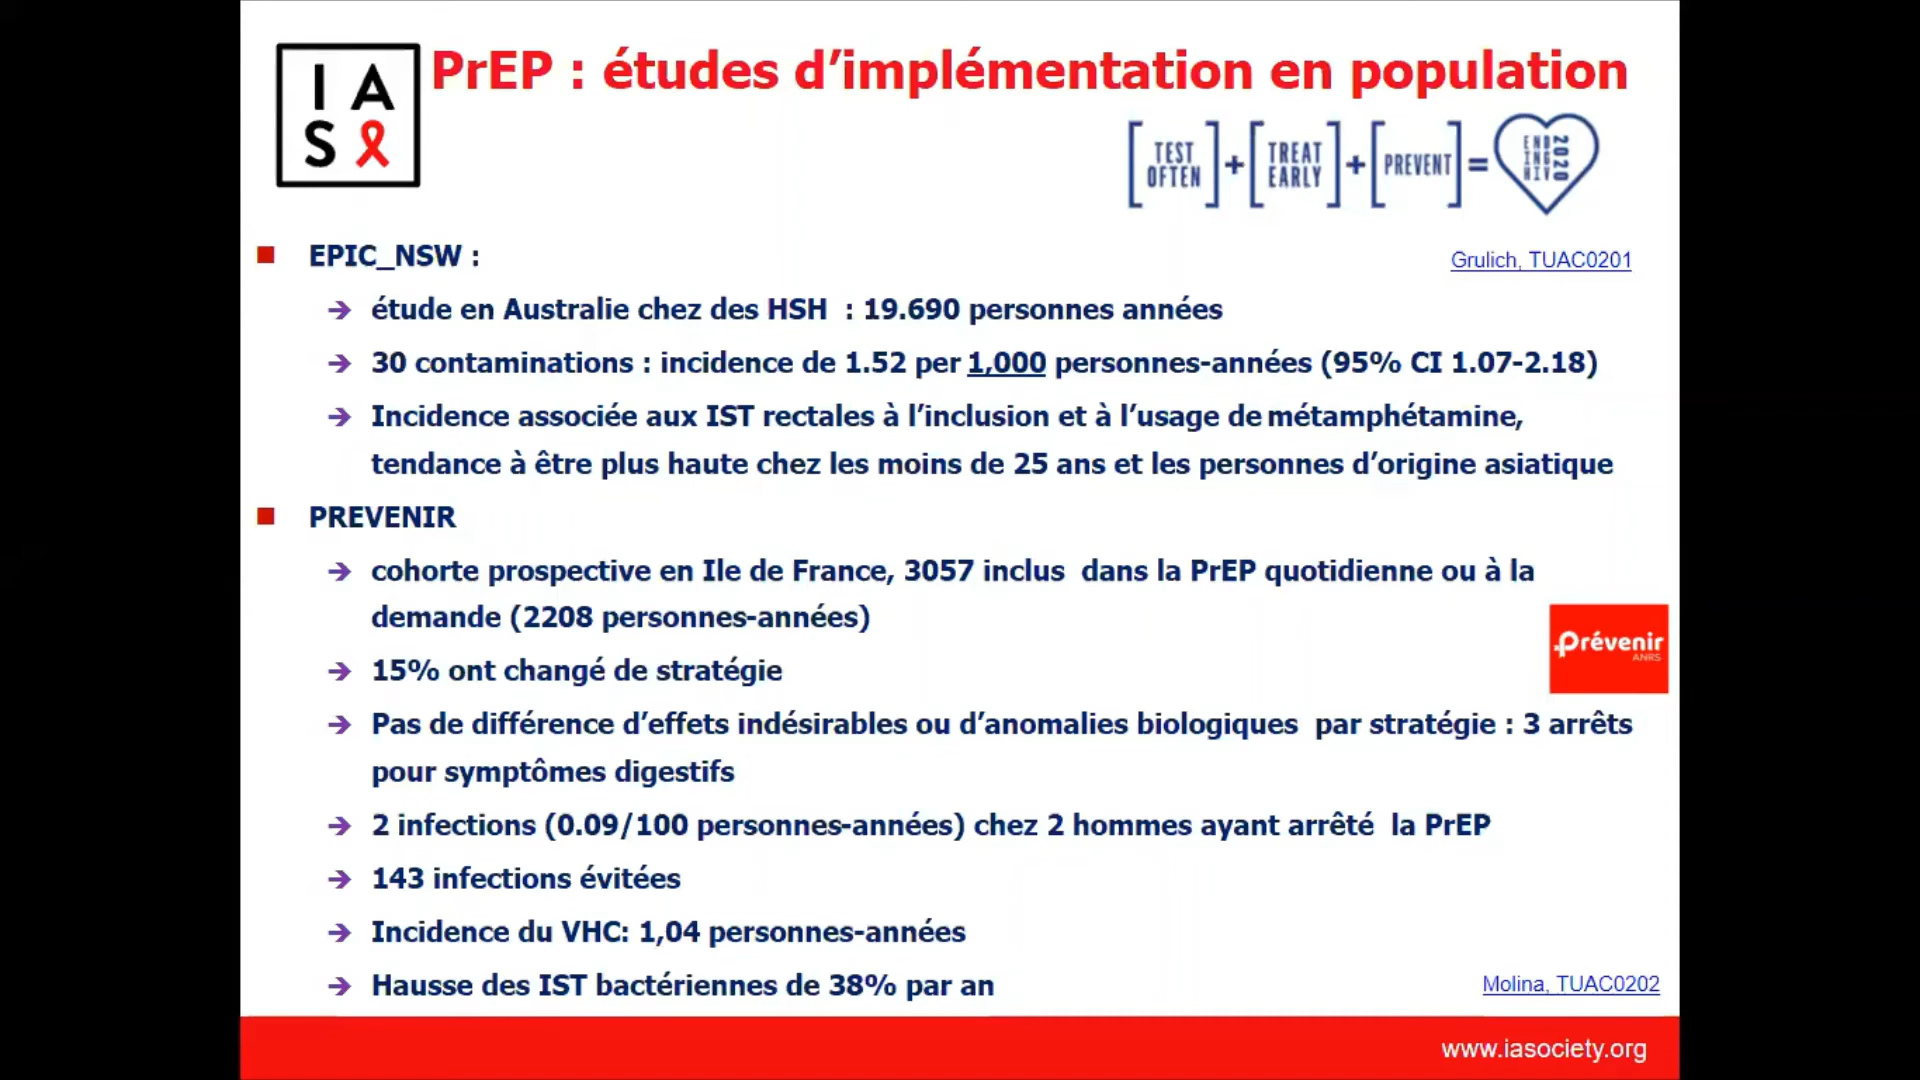 I A
S
PrEP : études d’implémentation en population
[TEST OFTEN] + [TREAT EARLY] + [PREVENT] = ENDING HIV 2020
EPIC_NSW :
Grulich, TUAC0201
étude en Australie chez des HSH : 19.690 personnes années
30 contaminations : incidence de 1.52 per 1,000 personnes-années (95% CI 1.07-2.18)
Incidence associée aux IST rectales à l’inclusion et à l’usage de métamphétamine,
tendance à être plus haute chez les moins de 25 ans et les personnes d’origine asiatique
PREVENIR
cohorte prospective en Ile de France, 3057 inclus dans la PrEP quotidienne ou à la
demande (2208 personnes-années)
Prévenir
ANRS
15% ont changé de stratégie
Pas de différence d’effets indésirables ou d’anomalies biologiques par stratégie : 3 arrêts
pour symptômes digestifs
2 infections (0.09/100 personnes-années) chez 2 hommes ayant arrêté la PrEP
143 infections évitées
Incidence du VHC: 1,04 personnes-années
Hausse des IST bactériennes de 38% par an
Molina, TUAC0202
www.iasociety.org